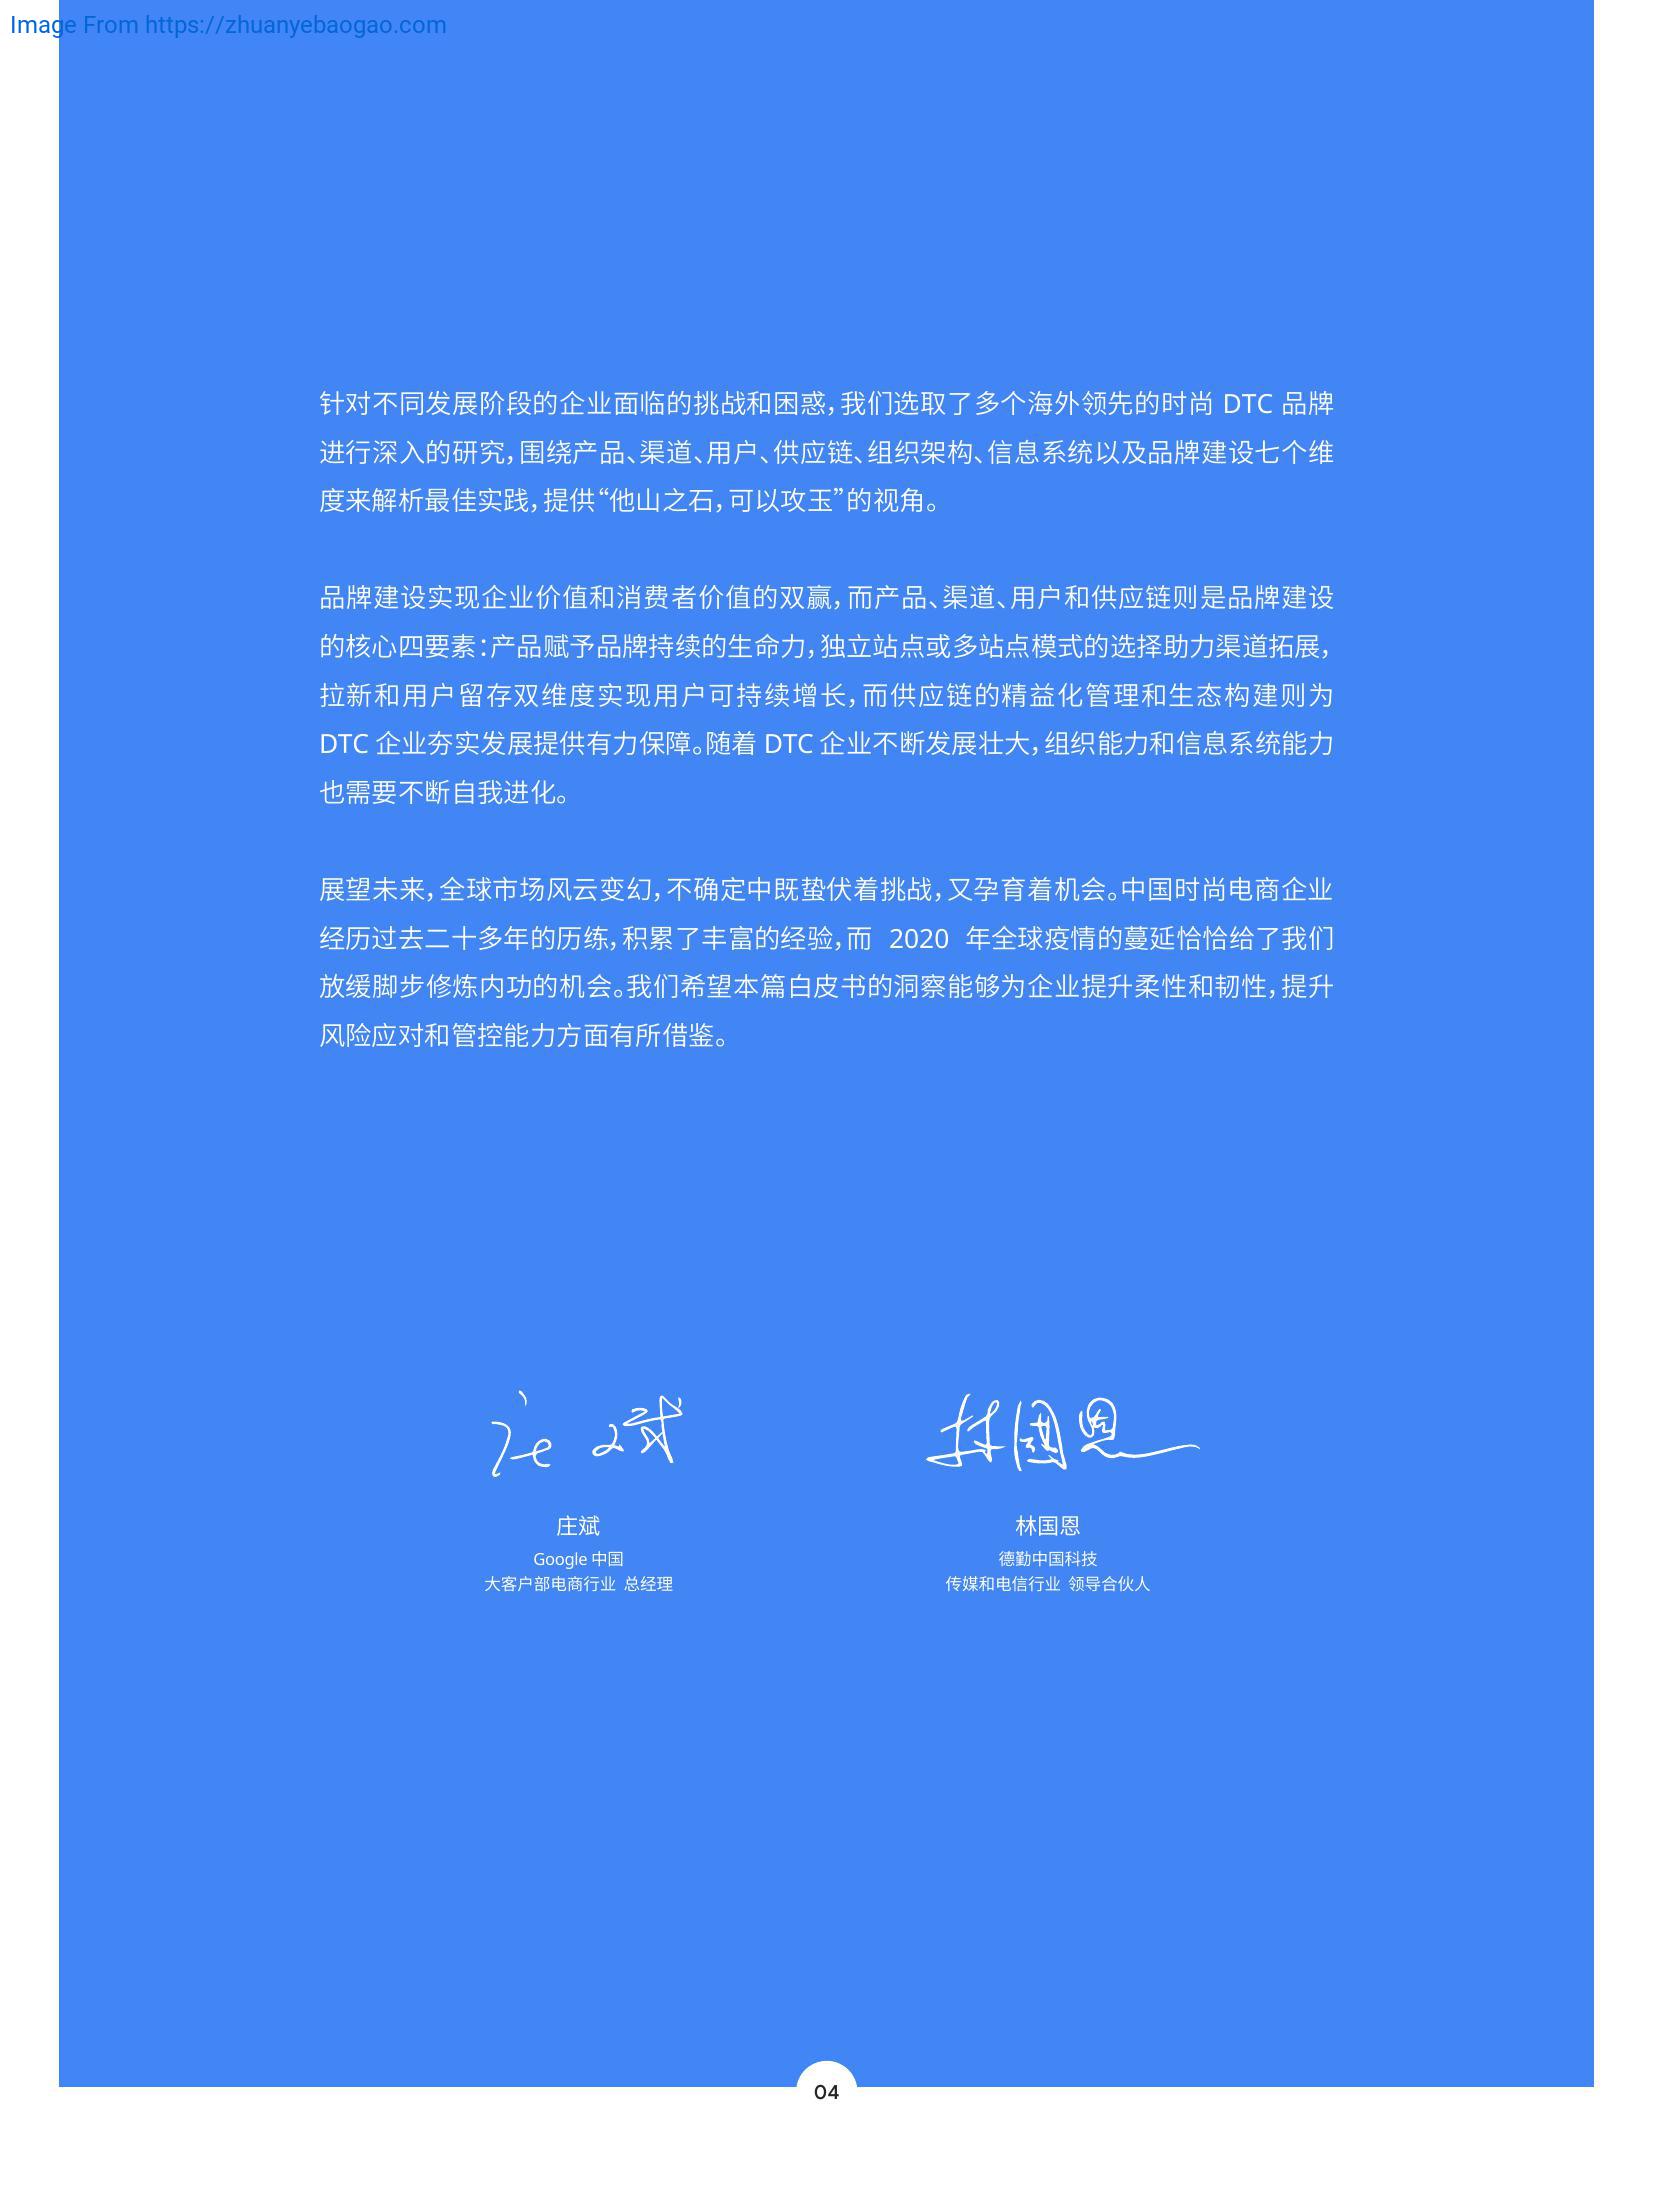 Image From https://zhuanyebaogao.com
针对不同发展阶段的企业面临的挑战和困惑，我们选取了多个海外领先的时尚 DTC 品牌
进行深入的研究，围绕产品、渠道、用户、供应链、组织架构、信息系统以及品牌建设七个维
度来解析最佳实践，提供“他山之石，可以攻玉”的视角。
品牌建设实现企业价值和消费者价值的双赢，而产品、渠道、用户和供应链则是品牌建设
的核心四要素：产品赋予品牌持续的生命力，独立站点或多站点模式的选择助力渠道拓展，
拉新和用户留存双维度实现用户可持续增长，而供应链的精益化管理和生态构建则为
DTC 企业夯实发展提供有力保障。随着 DTC 企业不断发展壮大，组织能力和信息系统能力
也需要不断自我进化。
展望未来，全球市场风云变幻，不确定中既蛰伏着挑战，又孕育着机会。中国时尚电商企业
经历过去二十多年的历练，积累了丰富的经验，而 2020 年全球疫情的蔓延恰恰给了我们
放缓脚步修炼内功的机会。我们希望本篇白皮书的洞察能够为企业提升柔性和韧性，提升
风险应对和管控能力方面有所借鉴。
庄斌 林国恩
庄斌 林国恩
Google 中国 德勤中国科技
大客户部电商行业 总经理 传媒和电信行业 领导合伙人
04